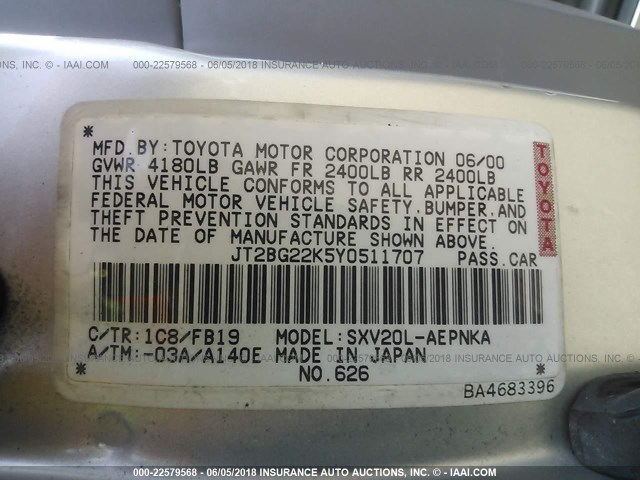 INSURANCE AUTO AUCTIONS, INC. © - IAAI.COM 000-22579568 - 06/05/2018 INSURANCE AUTO AUCTIONS, INC. © - IAAI.COM
MFD.BY: TOYOTA MOTOR CORPORATION 06/00
GVWR 4180LB GAWR FR 2400LB RR 2400LB
THIS VEHICLE CONFORMS TO ALL APPLICABLE
FEDERAL MOTOR VEHICLE SAFETY,BUMPER,AND
THEFT PREVENTION STANDARDS IN EFFECT ON
THE DATE OF MANUFACTURE SHOWN ABOVE.
TOYOTA
JT2BG22K5Y0511707 PASS.CAR
C/TR:1C8/FB19 MODEL:SXV20L-AEPNKA
A/TM:-03A/A140E MADE IN JAPAN
NO.626
BA4683396
000-22579568 - 06/05/2018 INSURANCE AUTO AUCTIONS, INC. © - IAAI.COM